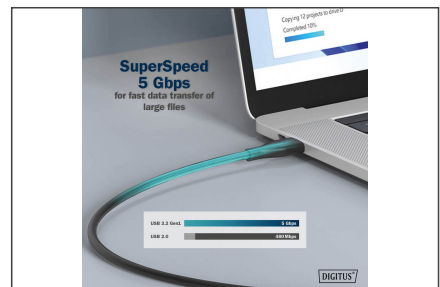 Copying 12 projects to drive D
Completed 10%
SuperSpeed
5 Gbps
for fast data transfer of
large files
USB 3.2 Gen1 5 Gbps
USB 2.0 480 Mbps
DIGITUS®